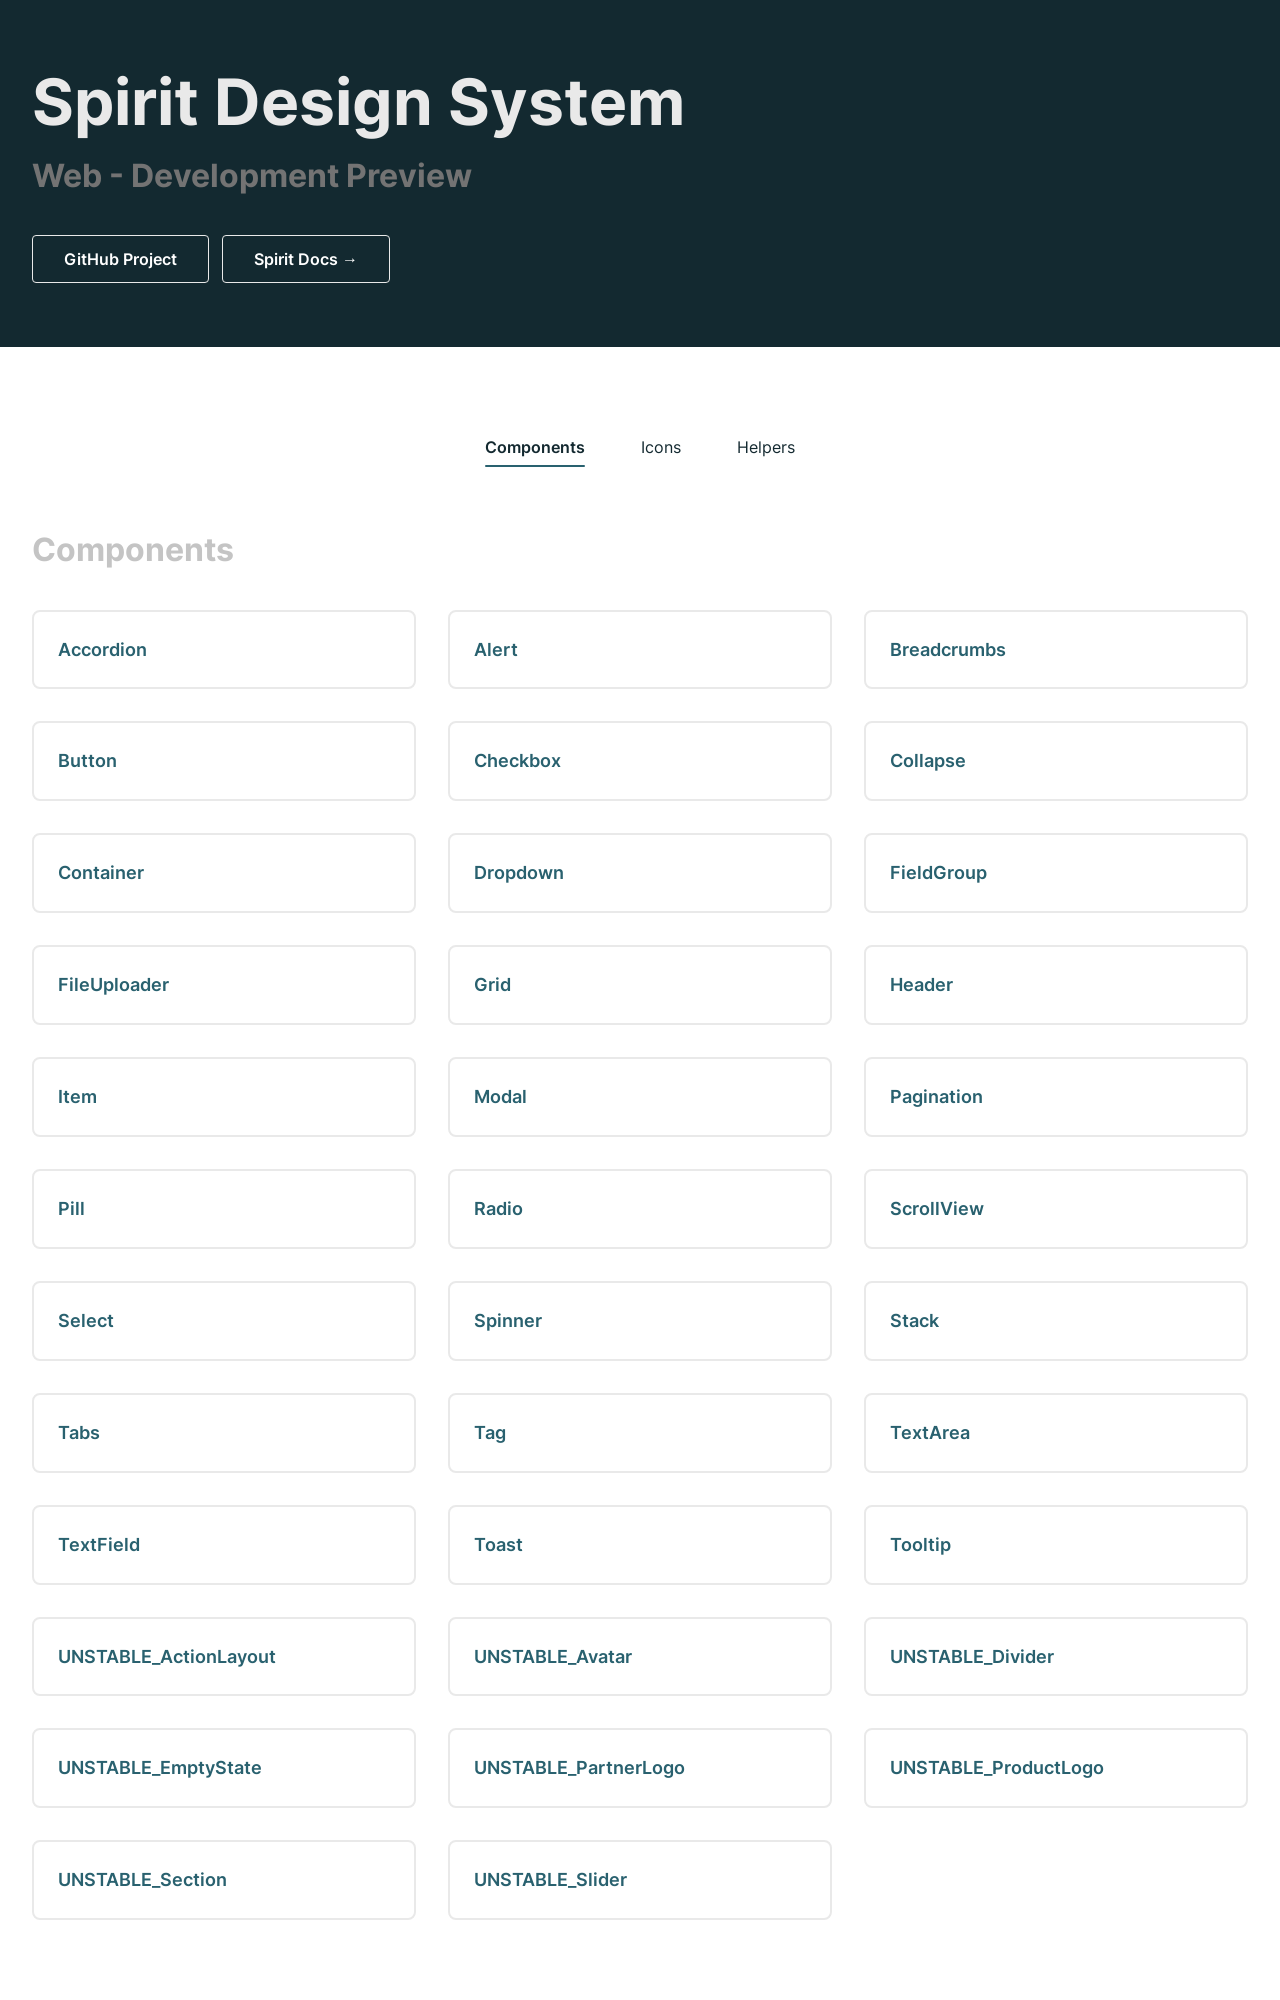 Spirit Design System
Web - Development Preview
GitHub Project
Spirit Docs →
Components
Icons
Helpers
Components
Accordion
Alert
Breadcrumbs
Button
Checkbox
Collapse
Container
Dropdown
FieldGroup
FileUploader
Grid
Header
Item
Modal
Pagination
Pill
Radio
ScrollView
Select
Spinner
Stack
Tabs
Tag
TextArea
TextField
Toast
Tooltip
UNSTABLE_ActionLayout
UNSTABLE_Avatar
UNSTABLE_Divider
UNSTABLE_EmptyState
UNSTABLE_PartnerLogo
UNSTABLE_ProductLogo
UNSTABLE_Section
UNSTABLE_Slider